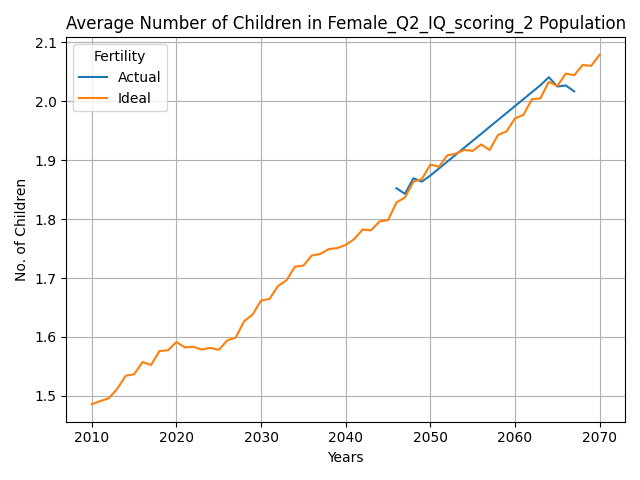 Average Number of Children in Female_Q2_IQ_scoring_2 Population
Fertility
Actual
Ideal
No. of Children
2.1
2.0
1.9
1.8
1.7
1.6
1.5
2010 2020 2030 2040 2050 2060 2070
Years